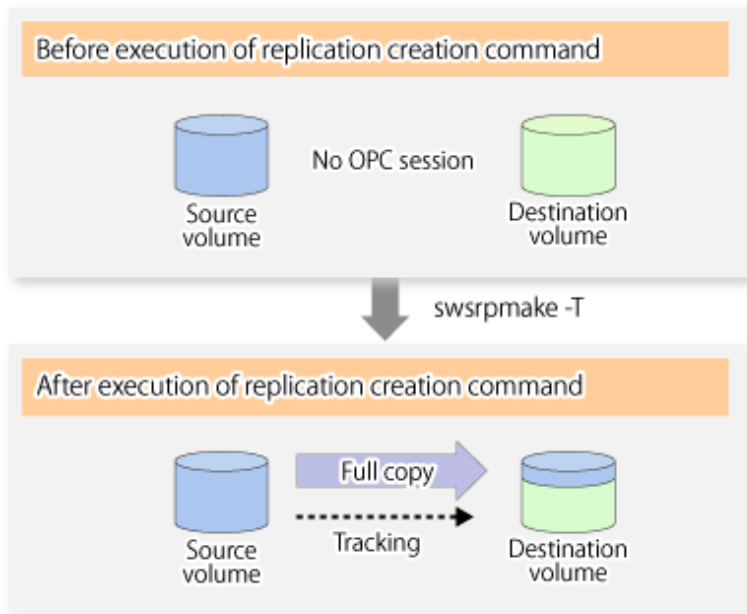 Before execution of replication creation command
No OPC session
Source
volume
Destination
volume
swsrpmake -T
After execution of replication creation command
Full copy
Tracking
Source
volume
Destination
volume